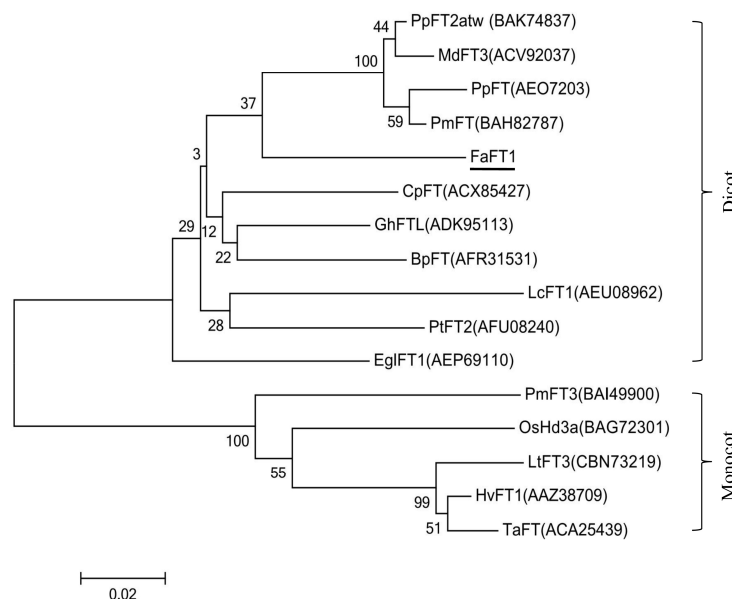 44
PpFT2atw (BAK74837)
MdFT3(ACV92037)
100
PpFT(AEO7203)
59
PmFT(BAH82787)
37
FaFT1
3
CpFT(ACX85427)
29
12
GhFTL(ADK95113)
22
BpFT(AFR31531)
LcFT1(AEU08962)
28
PtFT2(AFU08240)
EglFT1(AEP69110)
Dicot
PmFT3(BAI49900)
100
OsHd3a(BAG72301)
55
LtFT3(CBN73219)
99
HvFT1(AAZ38709)
51
TaFT(ACA25439)
Monocot
0.02